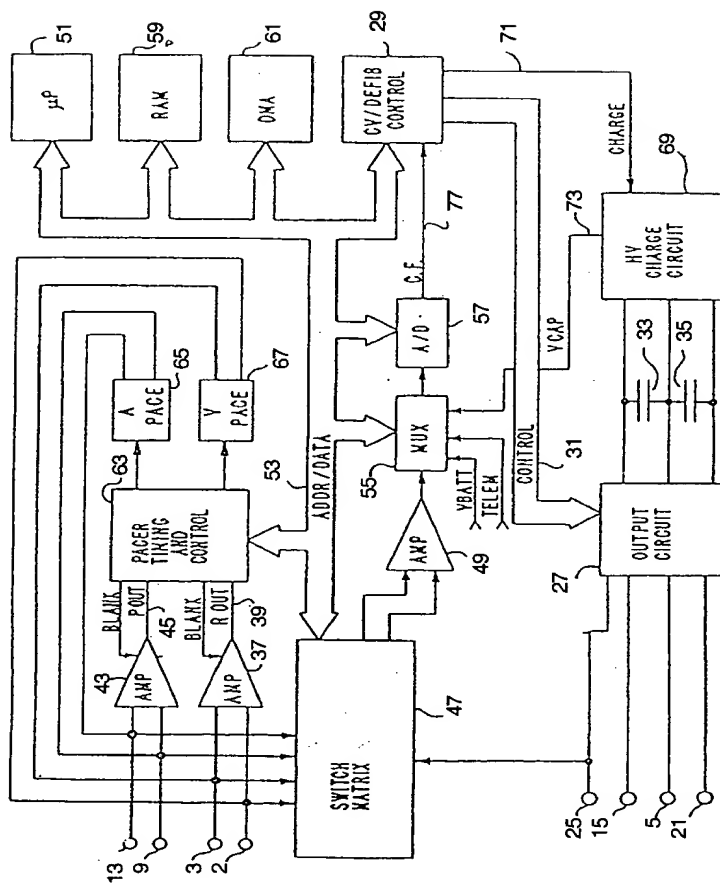 51
µP
59
RAM
61
DMA
29
CV/DEFIB
CONTROL
71
CHARGE
69
HV
CHARGE
CIRCUIT
73
VCAP
77
C.F.
A/D
57
MUX
55
VBATT
TELEM
CONTROL
31
AMP
49
33
35
OUTPUT
CIRCUIT
27
ADDR/DATA
53
A
PACE
65
V
PACE
67
63
PACER
TIMING
AND
CONTROL
BLANK
POUT
45
BLANK
R OUT
39
43
AMP
37
AMP
SWITCH
MATRIX
47
13
9
3
2
25
15
5
21